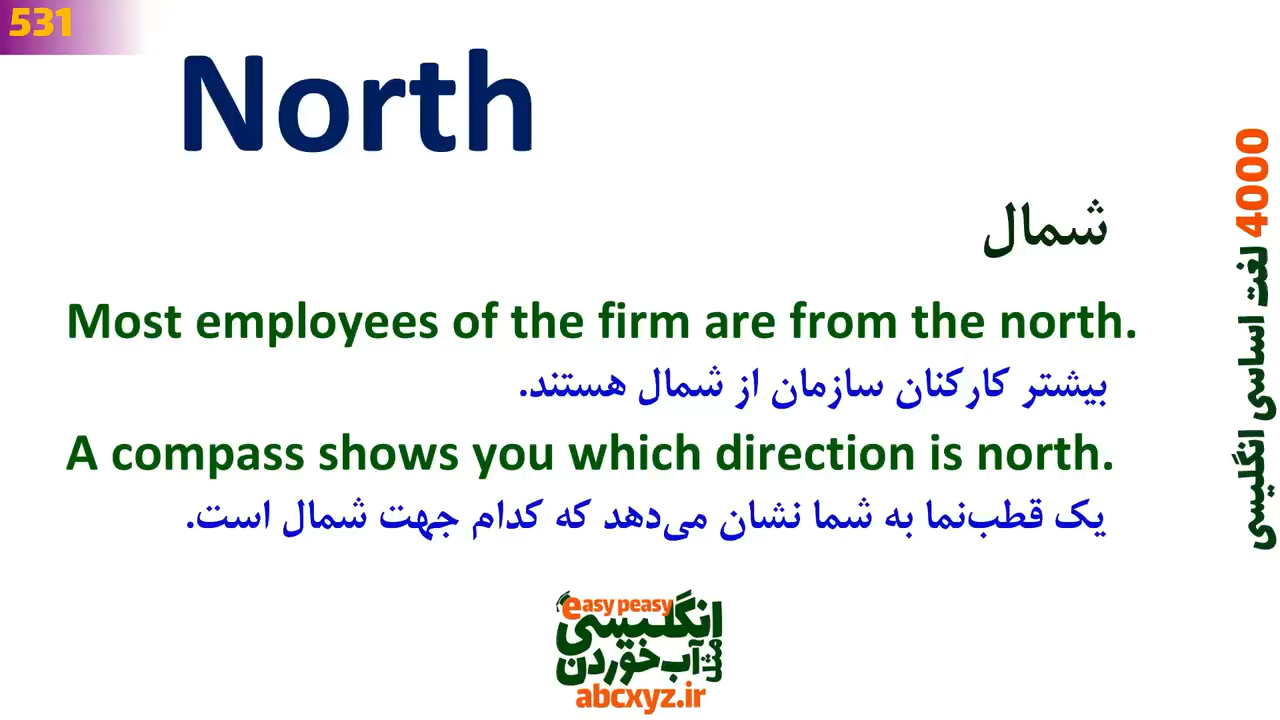 531
North
شمال
Most employees of the firm are from the north.
بیشتر کارکنان سازمان از شمال هستند.
A compass shows you which direction is north.
یک قطب‌نما به شما نشان می‌دهد که کدام جهت شمال است.
4000 لغت اساسی انگلیسی
easy peasy
انگلیسی
مثل آب خوردن
abcxyz.ir